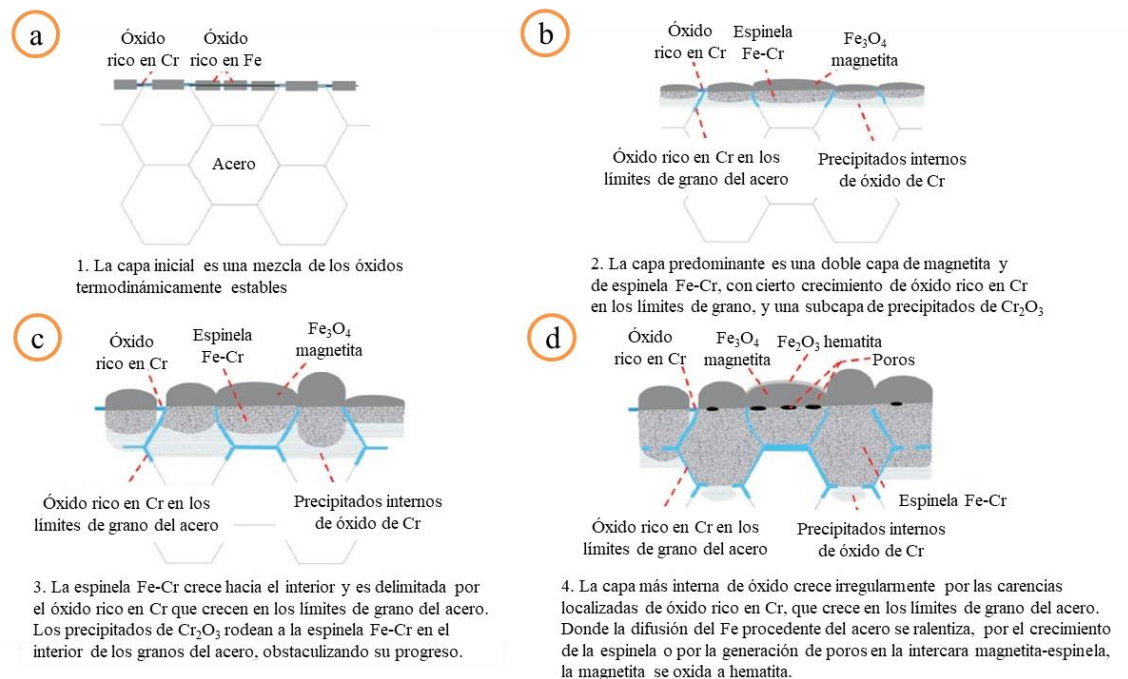 a
Óxido
rico en Cr
Óxido
rico en Fe
Acero
1. La capa inicial es una mezcla de los óxidos
termodinámicamente estables
b
Óxido
rico en Cr
Espinela
Fe-Cr
Fe₃O₄
magnetita
Óxido rico en Cr en los
límites de grano del acero
Precipitados internos
de óxido de Cr
2. La capa predominante es una doble capa de magnetita y
de espinela Fe-Cr, con cierto crecimiento de óxido rico en Cr
en los límites de grano, y una subcapa de precipitados de Cr₂O₃
c
Óxido
rico en Cr
Espinela
Fe-Cr
Fe₃O₄
magnetita
Óxido rico en Cr en los
límites de grano del acero
Precipitados internos
de óxido de Cr
3. La espinela Fe-Cr crece hacia el interior y es delimitada por
el óxido rico en Cr que crecen en los límites de grano del acero.
Los precipitados de Cr₂O₃ rodean a la espinela Fe-Cr en el
interior de los granos del acero, obstaculizando su progreso.
d
Óxido
rico en Cr
Fe₃O₄
magnetita
Fe₂O₃ hematita
Poros
Espinela Fe-Cr
Óxido rico en Cr en los
límites de grano del acero
Precipitados internos
de óxido de Cr
4. La capa más interna de óxido crece irregularmente por las carencias
localizadas de óxido rico en Cr, que crece en los límites de grano del acero.
Donde la difusión del Fe procedente del acero se ralentiza, por el crecimiento
de la espinela o por la generación de poros en la intercara magnetita-espinela,
la magnetita se oxida a hematita.